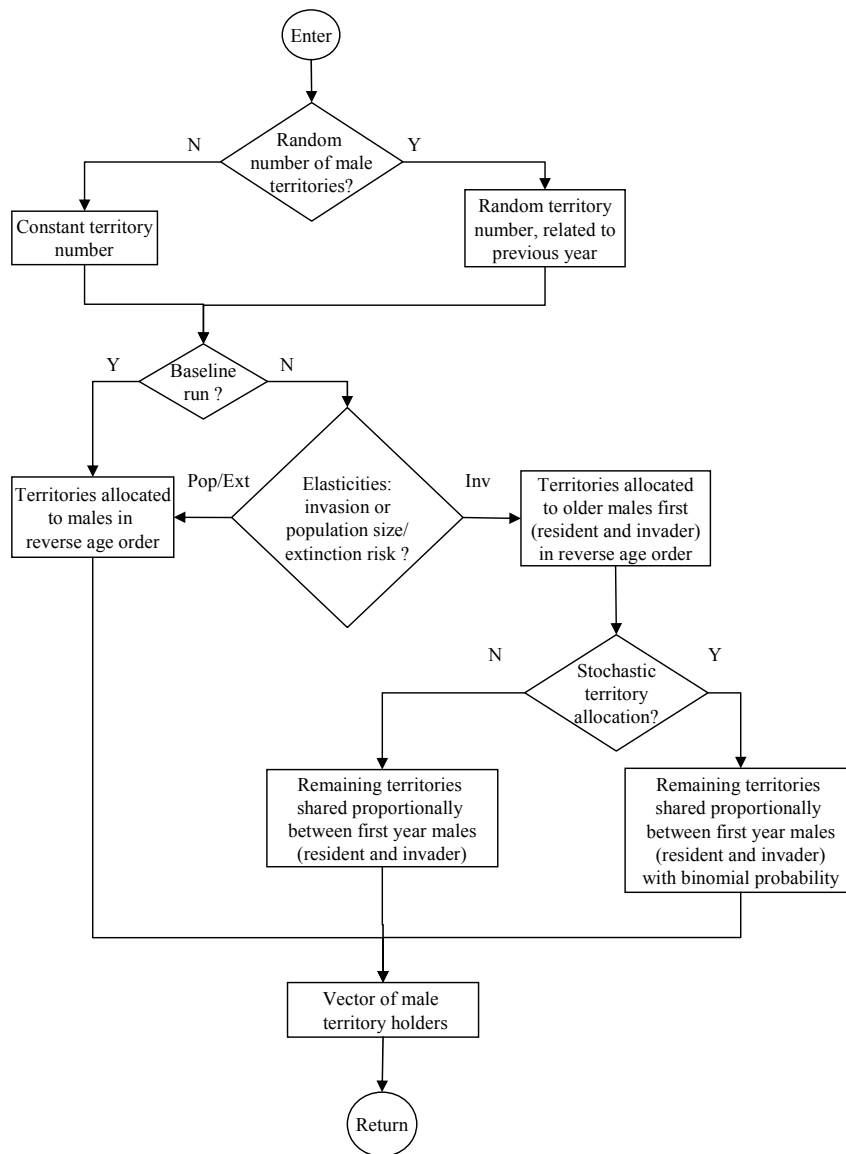 Enter
N
Random
number of male
territories?
Y
Constant territory
number
Random territory
number, related to
previous year
Y
Baseline
run ?
N
Territories allocated
to males in
reverse age order
Pop/Ext
Elasticities:
invasion or
population size/
extinction risk ?
Inv
Territories allocated
to older males first
(resident and invader)
in reverse age order
N
Stochastic
territory
allocation?
Y
Remaining territories
shared proportionally
between first year males
(resident and invader)
Remaining territories
shared proportionally
between first year males
(resident and invader)
with binomial probability
Vector of male
territory holders
Return